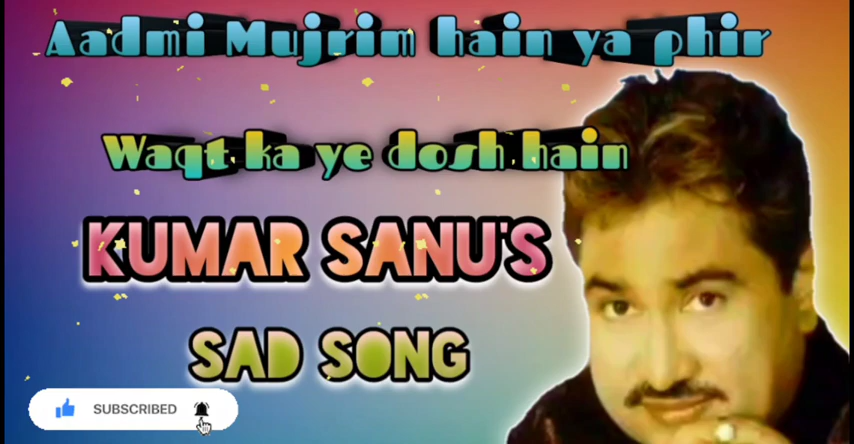 Aadmi Mujrim hain ya phir
Waqt ka ye dosh hain
KUMAR SANU'S
SAD SONG
SUBSCRIBED